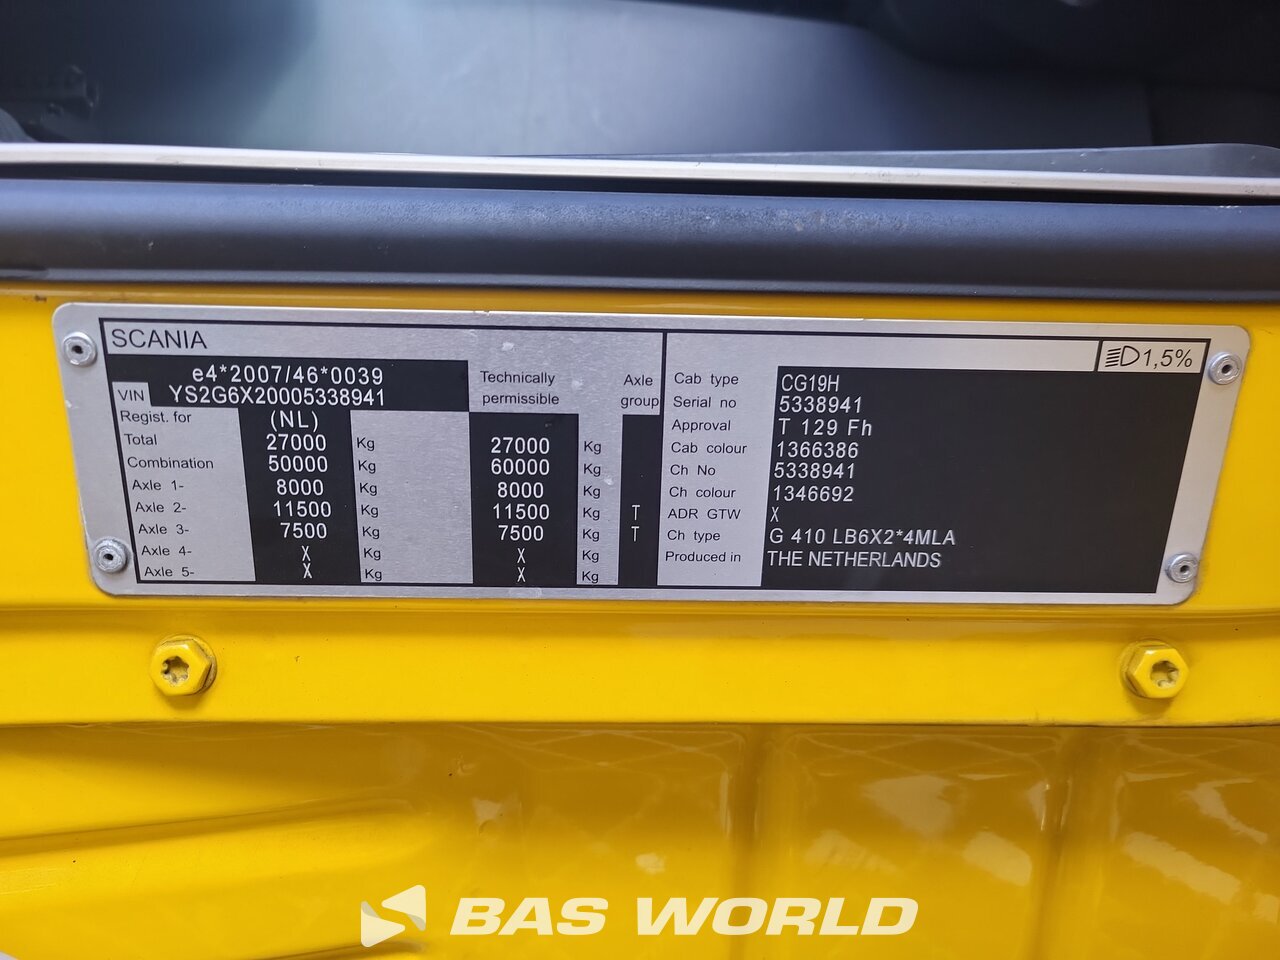 SCANIA
1,5%
e4*2007/46*0039
VIN YS2G6X20005338941
Technically permissible
Axle group
Regist. for (NL)
Total 27000 Kg 27000 Kg
Combination 50000 Kg 60000 Kg
Axle 1- 8000 Kg 8000 Kg
Axle 2- 11500 Kg 11500 Kg T
Axle 3- 7500 Kg 7500 Kg T
Axle 4- X Kg X Kg
Axle 5- X Kg X Kg
Cab type CG19H
Serial no 5338941
Approval T 129 Fh
Cab colour 1366386
Ch No 5338941
Ch colour 1346692
ADR GTW X
Ch type G 410 LB6X2*4MLA
Produced in THE NETHERLANDS
BAS WORLD